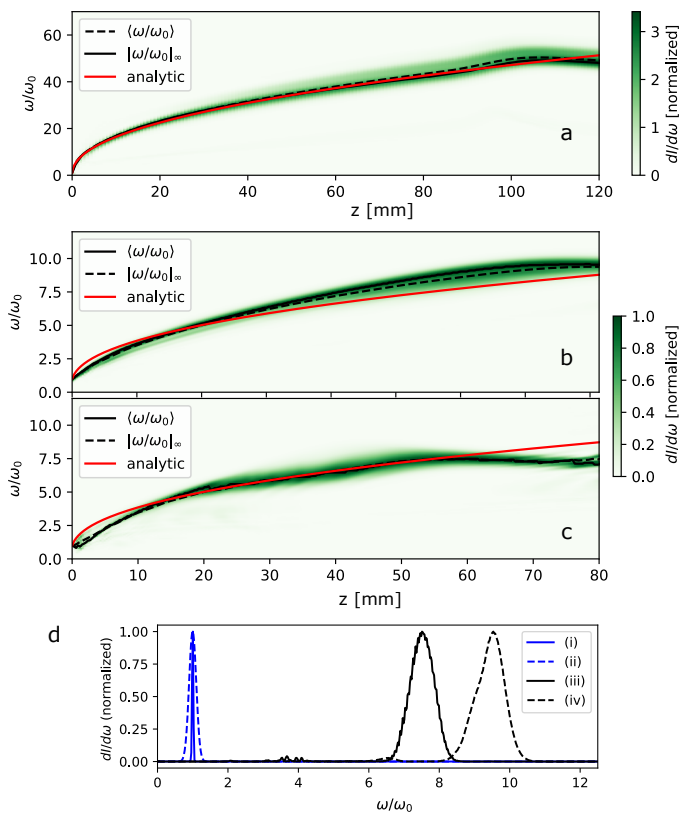 60
40
20
0
ω/ω₀
⟨ω/ω₀⟩
|ω/ω₀|∞
analytic
a
0 20 40 60 80 100 120
z [mm]
3
2
1
0
dI/dω [normalized]
10.0
7.5
5.0
2.5
0.0
ω/ω₀
⟨ω/ω₀⟩
|ω/ω₀|∞
analytic
b
10.0
7.5
5.0
2.5
0.0
ω/ω₀
⟨ω/ω₀⟩
|ω/ω₀|∞
analytic
c
0 10 20 30 40 50 60 70 80
z [mm]
1.0
0.8
0.6
0.4
0.2
0.0
dI/dω [normalized]
d
1.00
0.75
0.50
0.25
0.00
dI/dω (normalized)
(i)
(ii)
(iii)
(iv)
0 2 4 6 8 10 12
ω/ω₀